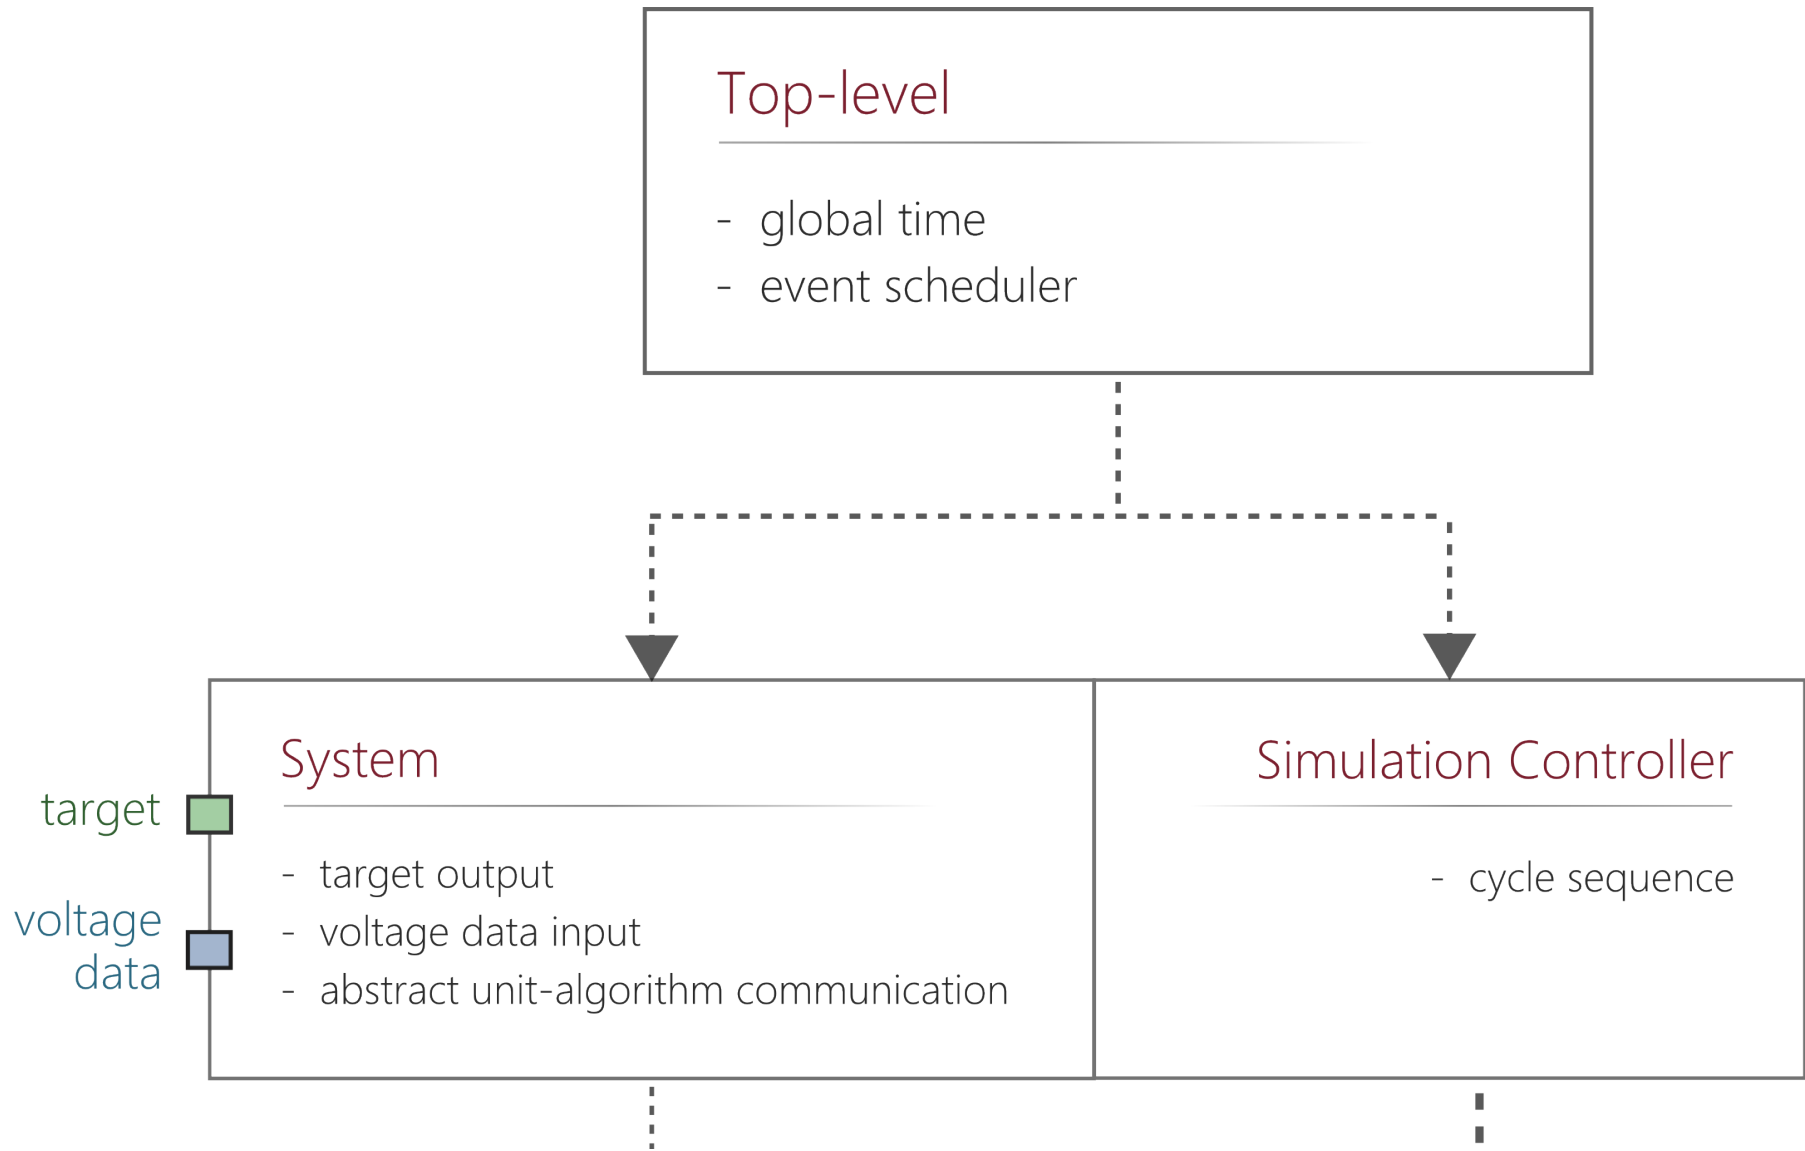 Top-level
- global time
- event scheduler
System
Simulation Controller
target
- target output
- cycle sequence
voltage
data
- voltage data input
- abstract unit-algorithm communication